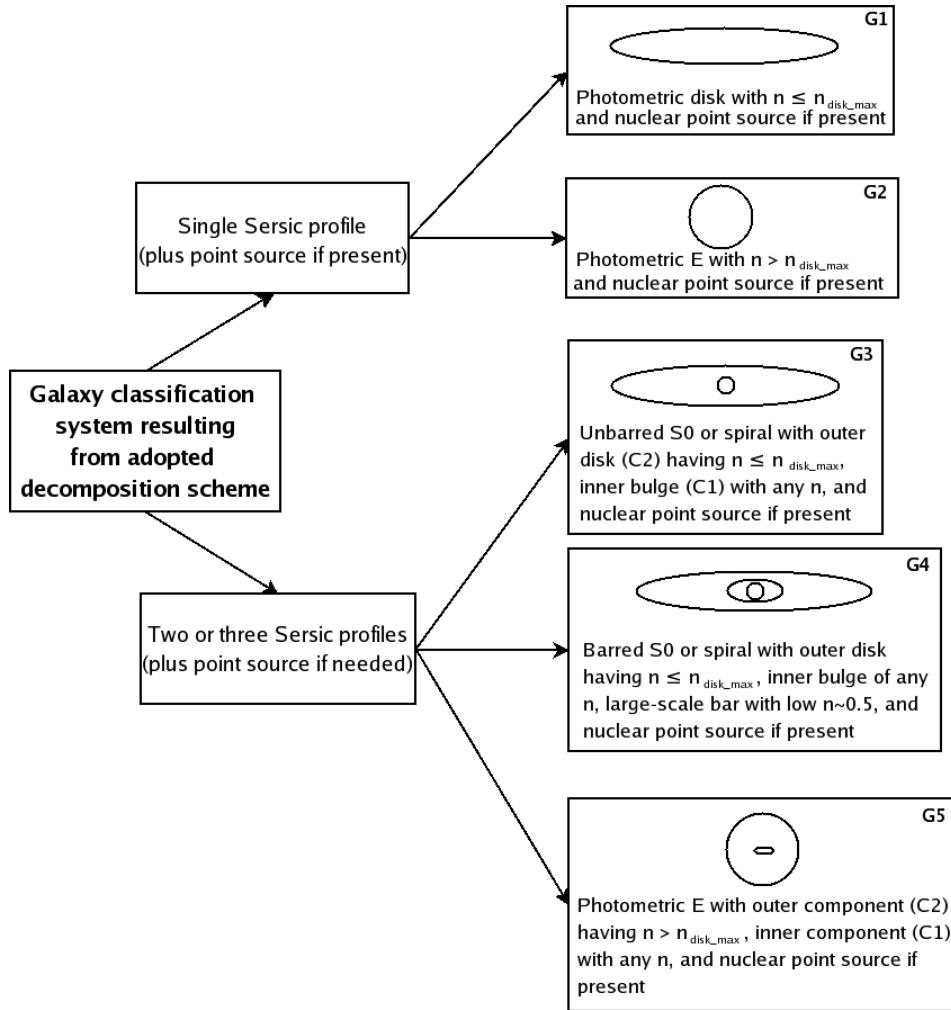 Galaxy classification
system resulting
from adopted
decomposition scheme
Single Sersic profile
(plus point source if present)
Two or three Sersic profiles
(plus point source if needed)
G1
Photometric disk with n ≤ n disk_max
and nuclear point source if present
G2
Photometric E with n > n disk_max
and nuclear point source if present
G3
Unbarred S0 or spiral with outer
disk (C2) having n ≤ n disk_max,
inner bulge (C1) with any n, and
nuclear point source if present
G4
Barred S0 or spiral with outer disk
having n ≤ n disk_max, inner bulge of any
n, large-scale bar with low n~0.5, and
nuclear point source if present
G5
Photometric E with outer component (C2)
having n > n disk_max, inner component (C1)
with any n, and nuclear point source if
present